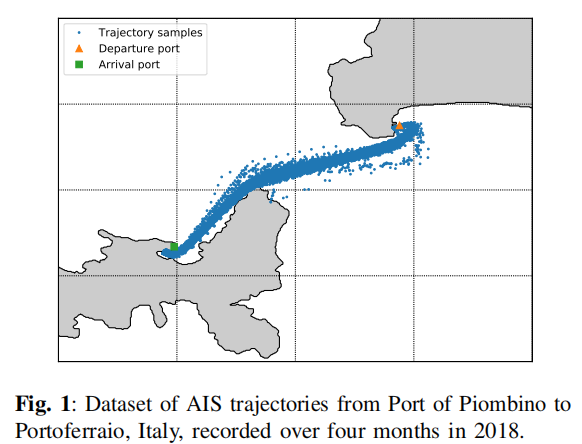 Trajectory samples
Departure port
Arrival port
Fig. 1: Dataset of AIS trajectories from Port of Piombino to
Portoferraio, Italy, recorded over four months in 2018.